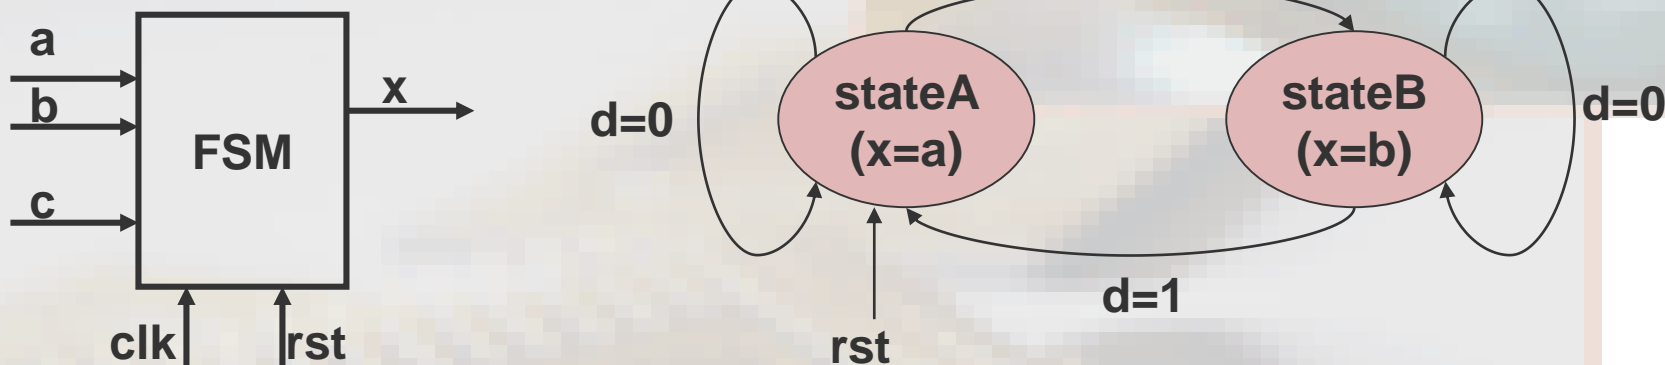 a
b
c
FSM
x
clk
rst
d=0
stateA
(x=a)
stateB
(x=b)
d=0
d=1
rst